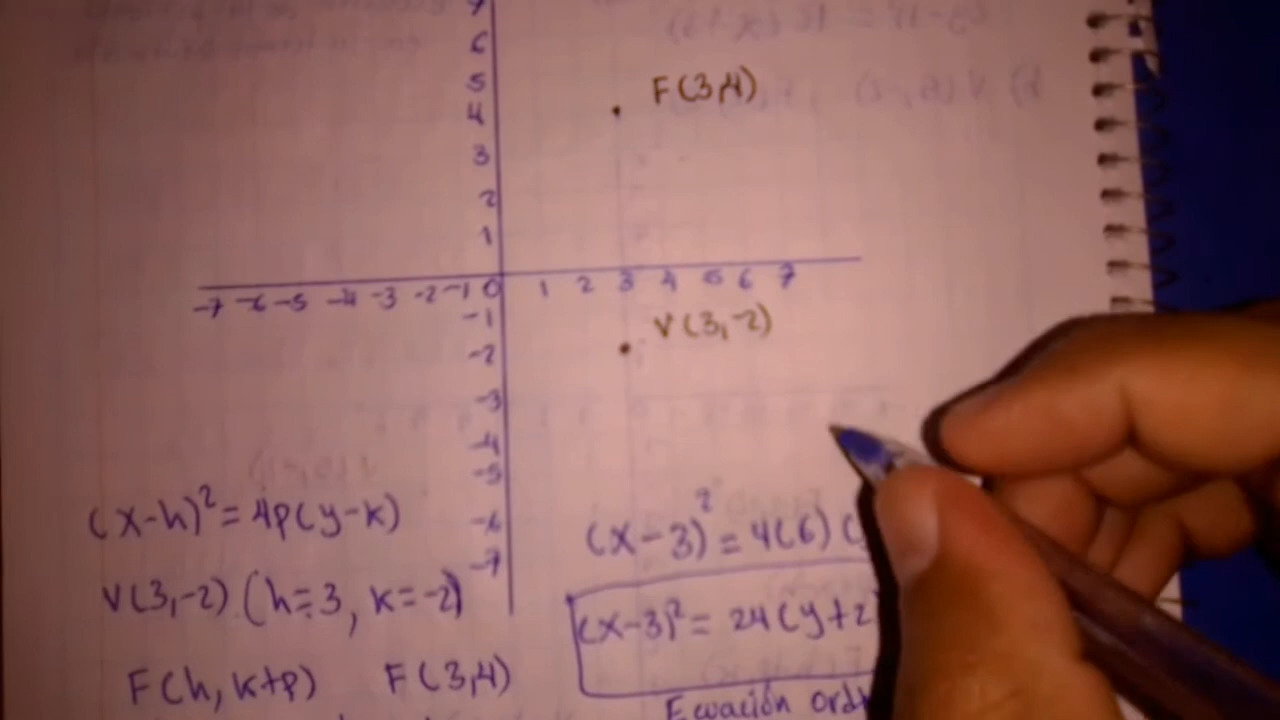 7
6
5
4
3
2
1
F(3,4)
-7 -6 -5 -4 -3 -2 -1 0 1 2 3 4 5 6 7
-1
-2
-3
-4
-5
-6
-7
V(3,-2)
(x-h)² = 4p(y-k)
V(3,-2) (h=3, k=-2)
F(h, k+p) F(3,4)
(x-3)² = 4(6)(
(x-3)² = 24(y+2
Ecuación